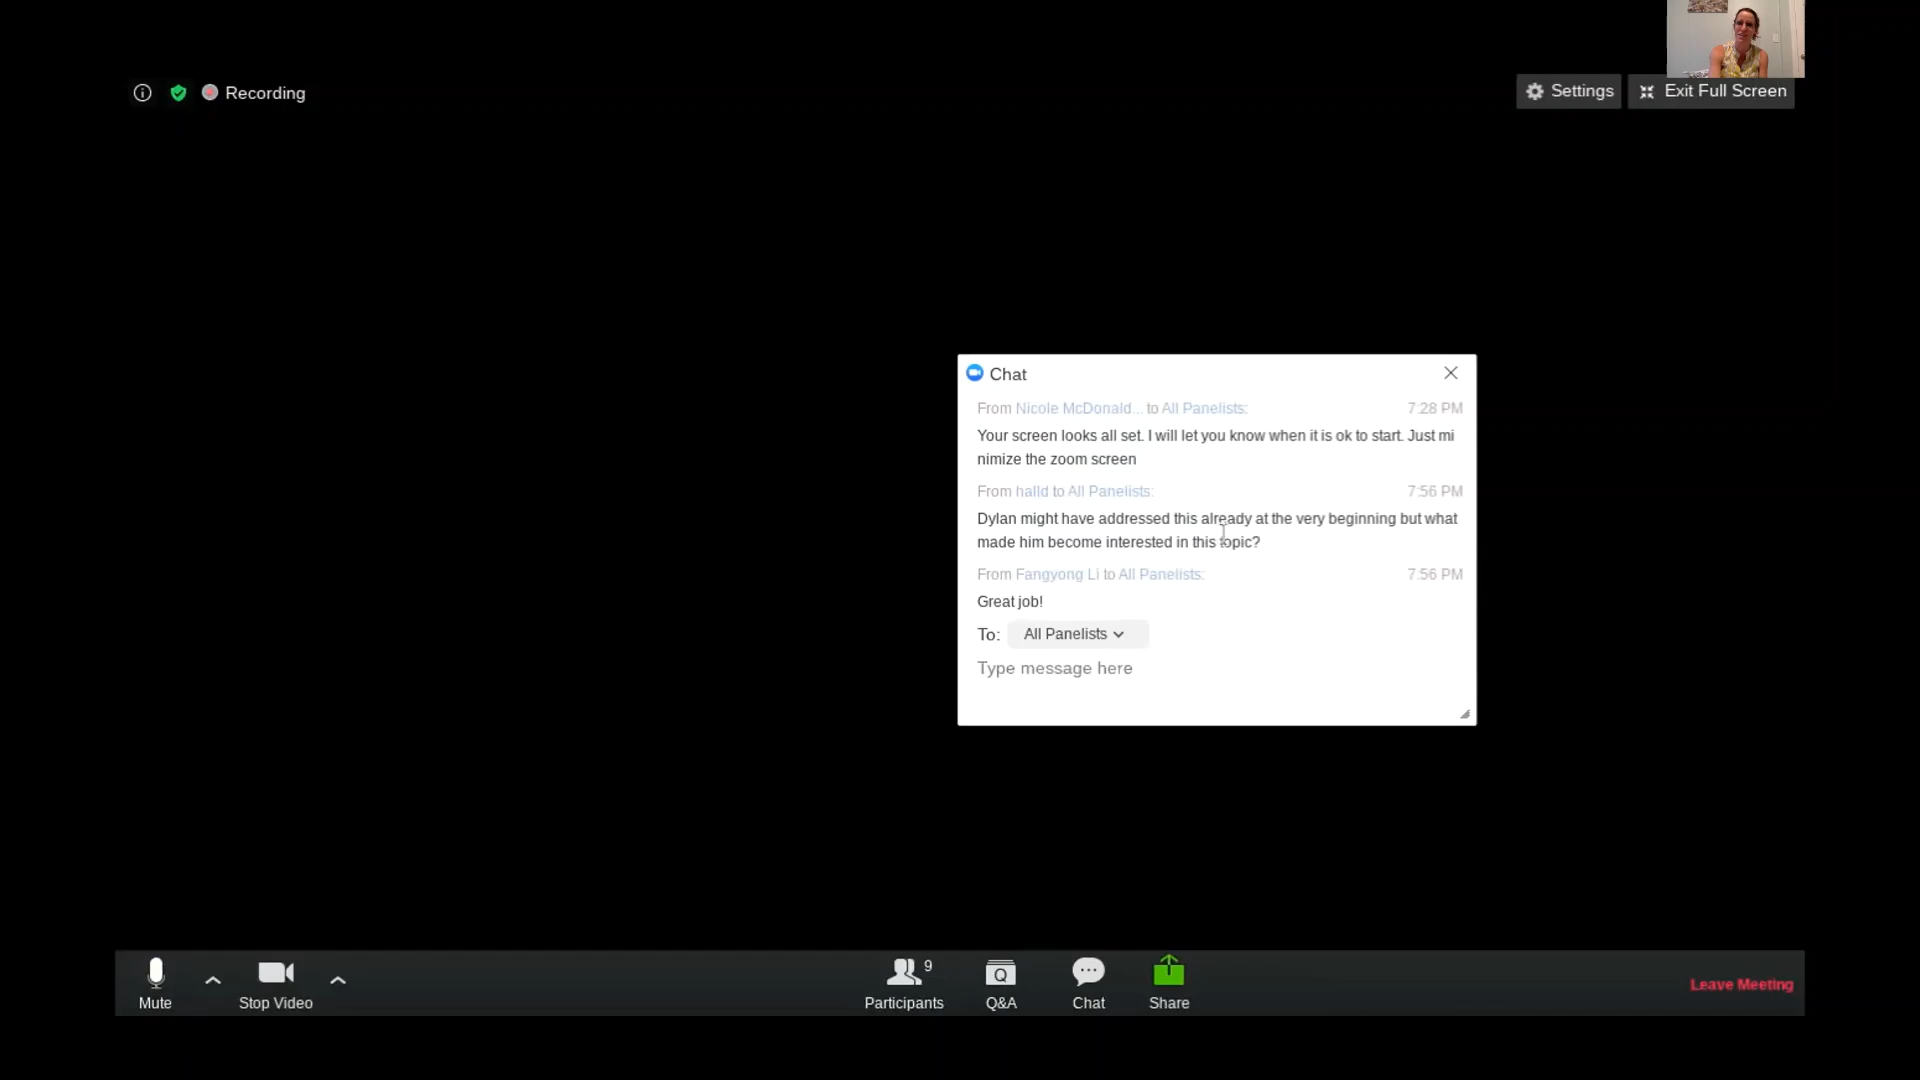 Recording
Settings
Exit Full Screen
Chat
From Nicole McDonald... to All Panelists: 7:28 PM
Your screen looks all set. I will let you know when it is ok to start. Just mi
nimize the zoom screen
From halld to All Panelists: 7:56 PM
Dylan might have addressed this already at the very beginning but what
made him become interested in this topic?
From Fangyong Li to All Panelists: 7:56 PM
Great job!
To: All Panelists
Type message here
Mute
Stop Video
Participants 9
Q&A
Chat
Share
Leave Meeting